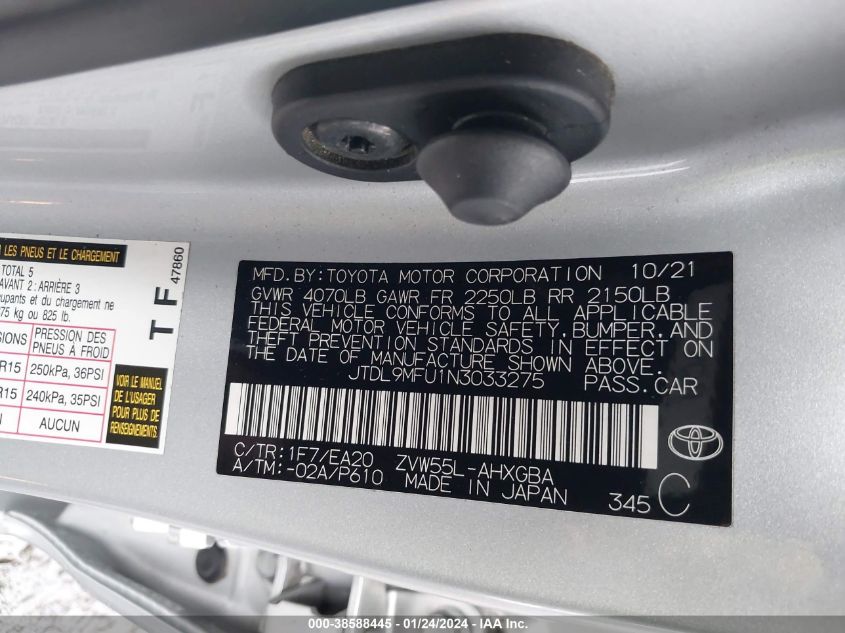 LES PNEUS ET LE CHARGEMENT
TOTAL 5
AVANT 2: ARRIÈRE 3
et du chargement ne
75 kg ou 825 lb.
PRESSION DES
PNEUS À FROID
R15 250kPa, 36PSI
R15 240kPa, 35PSI
AUCUN
VOIR LE MANUEL
DE L'USAGER
POUR PLUS DE
RENSEIGNEMENTS.
T F
47860
MFD.BY:TOYOTA MOTOR CORPORATION 10/21
GVWR 4070LB GAWR FR 2250LB RR 2150LB
THIS VEHICLE CONFORMS TO ALL APPLICABLE
FEDERAL MOTOR VEHICLE SAFETY,BUMPER,AND
THEFT PREVENTION STANDARDS IN EFFECT ON
THE DATE OF MANUFACTURE SHOWN ABOVE.
JTDL9MFU1N3033275 PASS.CAR
C/TR:1F7/EA20 ZVW55L-AHXGBA
A/TM:-02A/P610 MADE IN JAPAN
345 C
000-38588445 - 01/24/2024 - IAA Inc.